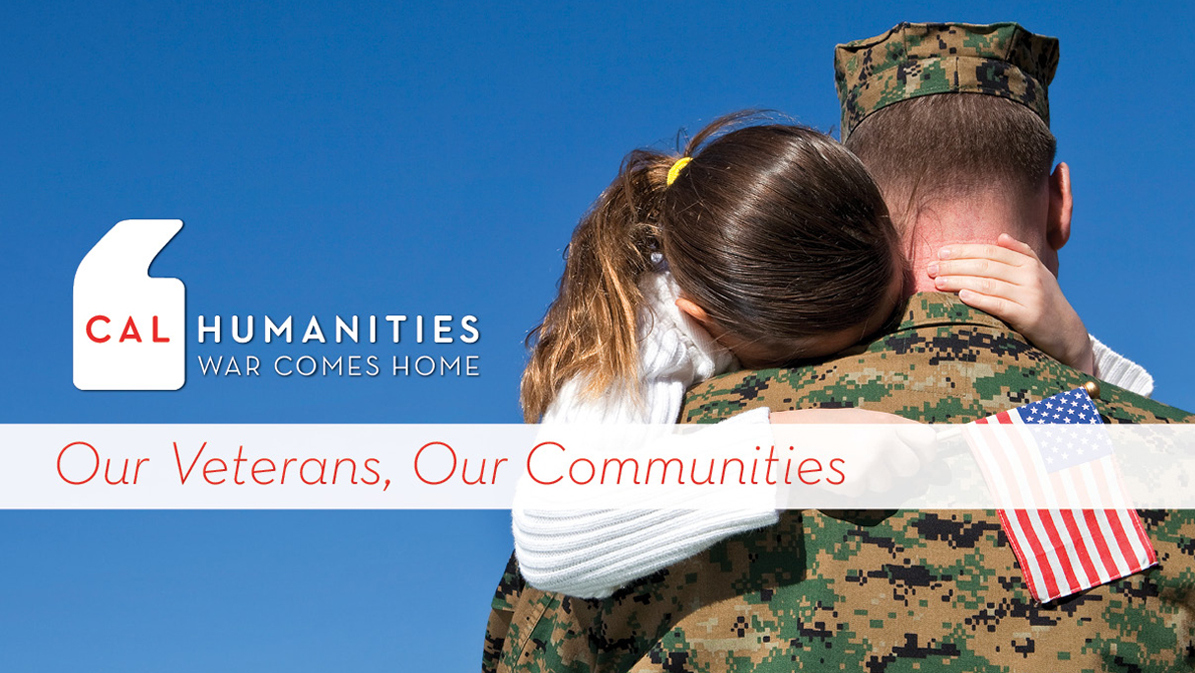 CAL HUMANITIES
WAR COMES HOME
Our Veterans, Our Communities